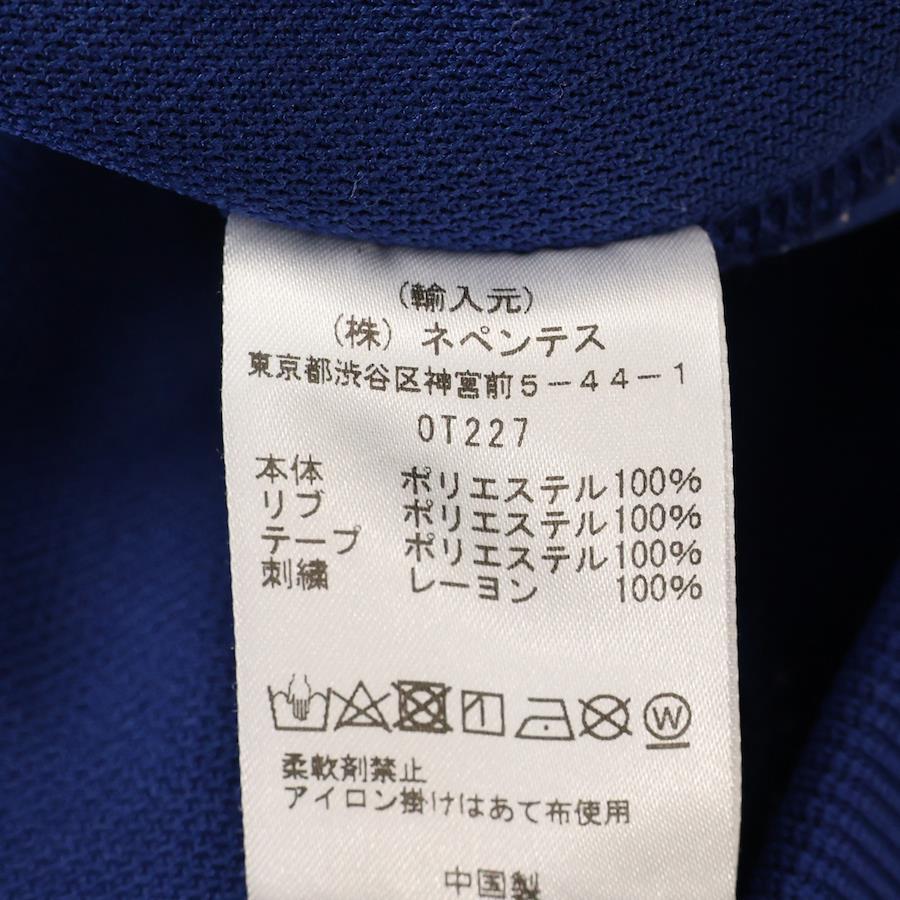 (輸入元)
(株) ネペンテス
東京都渋谷区神宮前5-44-1
0T227
本体 ポリエステル100%
リブ ポリエステル100%
テープ ポリエステル100%
刺繍 レーヨン 100%
W
柔軟剤禁止
アイロン掛けはあて布使用
中国製